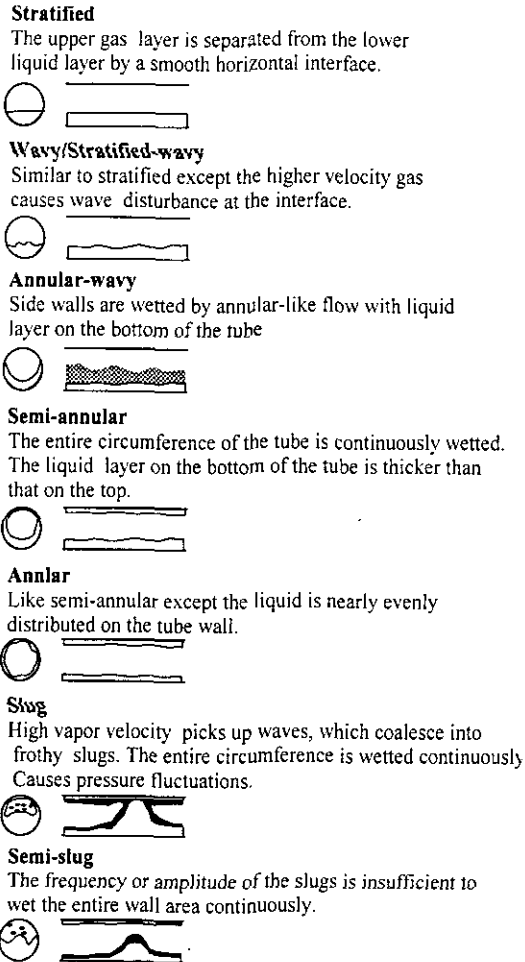 Stratified
The upper gas layer is separated from the lower
liquid layer by a smooth horizontal interface.
Wavy/Stratified-wavy
Similar to stratified except the higher velocity gas
causes wave disturbance at the interface.
Annular-wavy
Side walls are wetted by annular-like flow with liquid
layer on the bottom of the tube
Semi-annular
The entire circumference of the tube is continuously wetted.
The liquid layer on the bottom of the tube is thicker than
that on the top.
Annlar
Like semi-annular except the liquid is nearly evenly
distributed on the tube wall.
Slug
High vapor velocity picks up waves, which coalesce into
frothy slugs. The entire circumference is wetted continuously
Causes pressure fluctuations.
Semi-slug
The frequency or amplitude of the slugs is insufficient to
wet the entire wall area continuously.